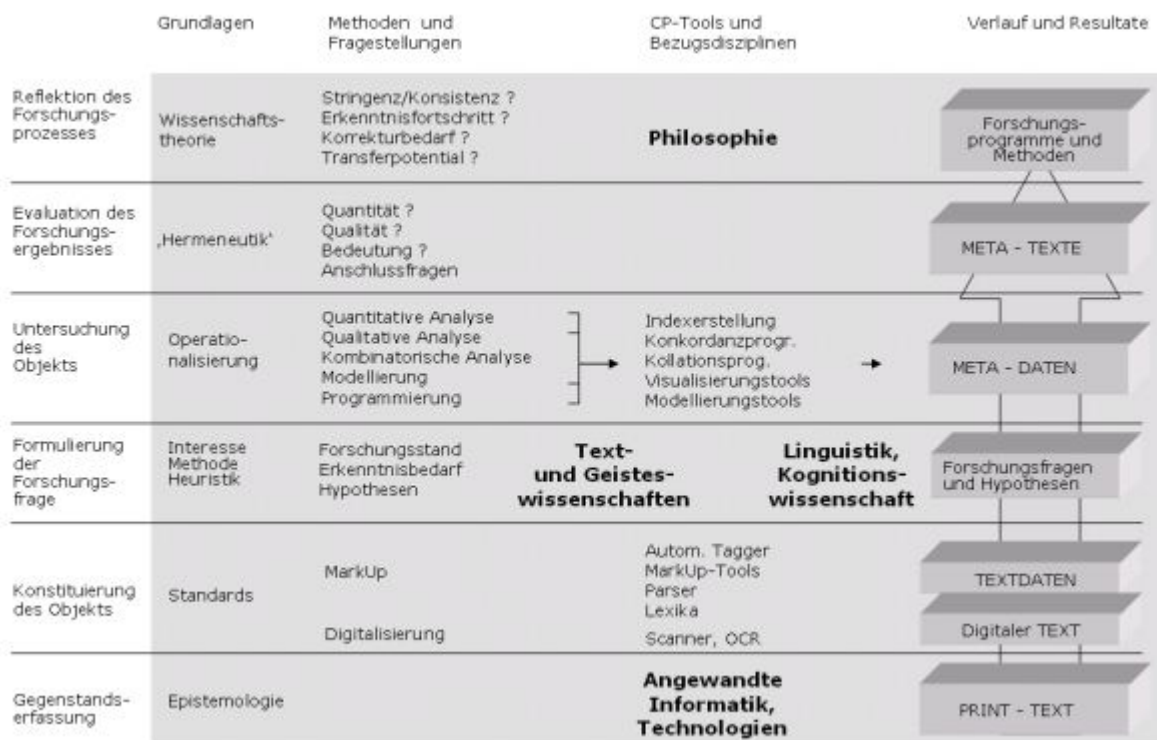 Grundlagen
Methoden und
Fragestellungen
CP-Tools und
Bezugsdisziplinen
Verlauf und Resultate
Reflektion des
Forschungs-
prozesses
Wissenschafts-
theorie
Stringenz/Konsistenz ?
Erkenntnisfortschritt ?
Korrekturbedarf ?
Transferpotential ?
Philosophie
Forschungs-
programme und
Methoden
Evaluation des
Forschungs-
ergebnisses
‚Hermeneutik‘
Quantität ?
Qualität ?
Bedeutung ?
Anschlussfragen
META - TEXTE
Untersuchung
des
Objekts
Operatio-
nalisierung
Quantitative Analyse
Qualitative Analyse
Kombinatorische Analyse
Modellierung
Programmierung
Indexerstellung
Konkordanzprogr.
Kollationsprog.
Visualisierungstools
Modellierungstools
META - DATEN
Formulierung
der
Forschungs-
frage
Interesse
Methode
Heuristik
Forschungsstand
Erkenntnisbedarf
Hypothesen
Text-
und Geistes-
wissenschaften
Linguistik,
Kognitions-
wissenschaft
Forschungsfragen
und Hypothesen
Konstituierung
des Objekts
Standards
MarkUp
Digitalisierung
Autom. Tagger
MarkUp-Tools
Parser
Lexika
Scanner, OCR
TEXTDATEN
Digitaler TEXT
Gegenstands-
erfassung
Epistemologie
Angewandte
Informatik,
Technologien
PRINT - TEXT